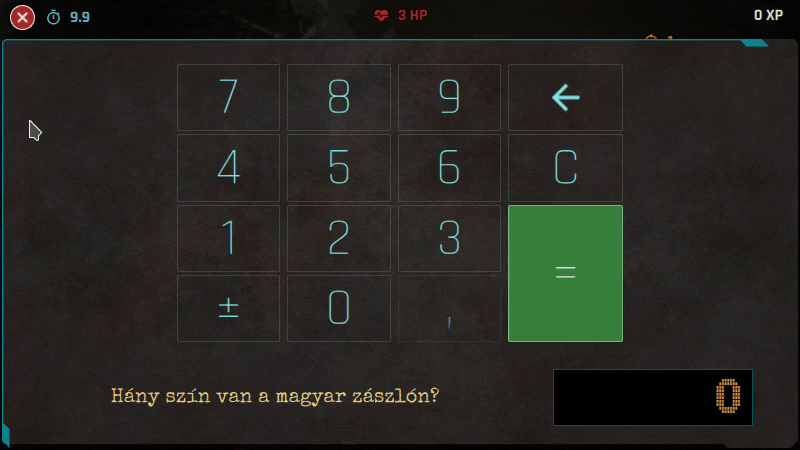 9.9 3 HP 0 XP
7 8 9 ←
4 5 6 C
1 2 3 =
± 0 ,
Hány szín van a magyar zászlón? 0